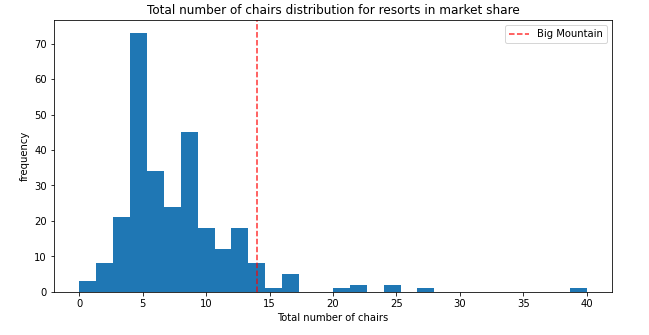 Total number of chairs distribution for resorts in market share
Big Mountain
frequency
70
60
50
40
30
20
10
0
0 5 10 15 20 25 30 35 40
Total number of chairs